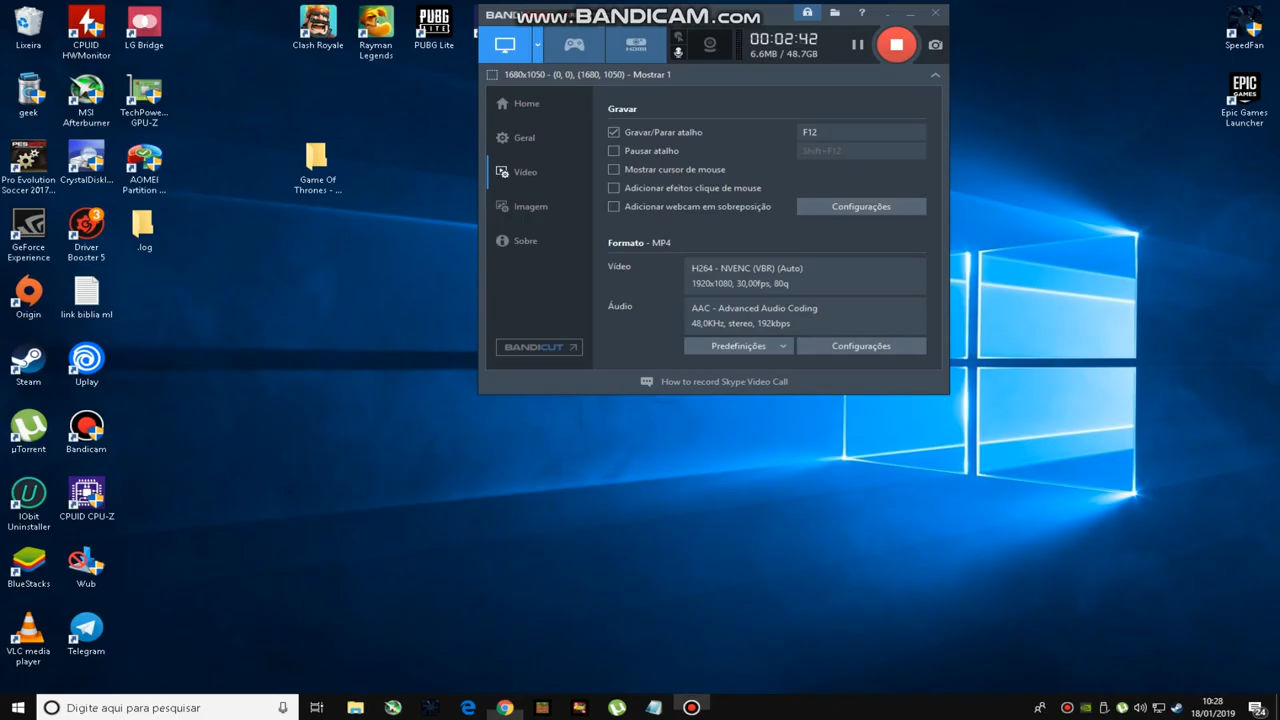 Lixeira
CPUID
HWMonitor
LG Bridge
Clash Royale
Rayman
Legends
PUBG
PUBG Lite
SpeedFan
geek
MSI
Afterburner
TechPowe...
GPU-Z
EPIC
GAMES
Epic Games
Launcher
Pro Evolution
Soccer 2017...
CrystalDiskI...
AOMEI
Partition ...
Game Of
Thrones - ...
GeForce
Experience
3
Driver
Booster 5
.log
Origin
link biblia ml
Steam
Uplay
µTorrent
Bandicam
IObit
Uninstaller
CPUID CPU-Z
BlueStacks
Wub
VLC media
player
Telegram
www.BANDICAM.com
HDMI
00:02:42
6.6MB / 48.7GB
1680x1050 - (0, 0), (1680, 1050) - Mostrar 1
Home
Geral
Vídeo
Imagem
Sobre
BANDICUT
Gravar
Gravar/Parar atalho
F12
Pausar atalho
Shift+F12
Mostrar cursor de mouse
Adicionar efeitos clique de mouse
Adicionar webcam em sobreposição
Configurações
Formato - MP4
Vídeo
H264 - NVENC (VBR) (Auto)
1920x1080, 30,00fps, 80q
Áudio
AAC - Advanced Audio Coding
48,0KHz, stereo, 192kbps
Predefinições
Configurações
How to record Skype Video Call
Digite aqui para pesquisar
10:28
18/01/2019
24